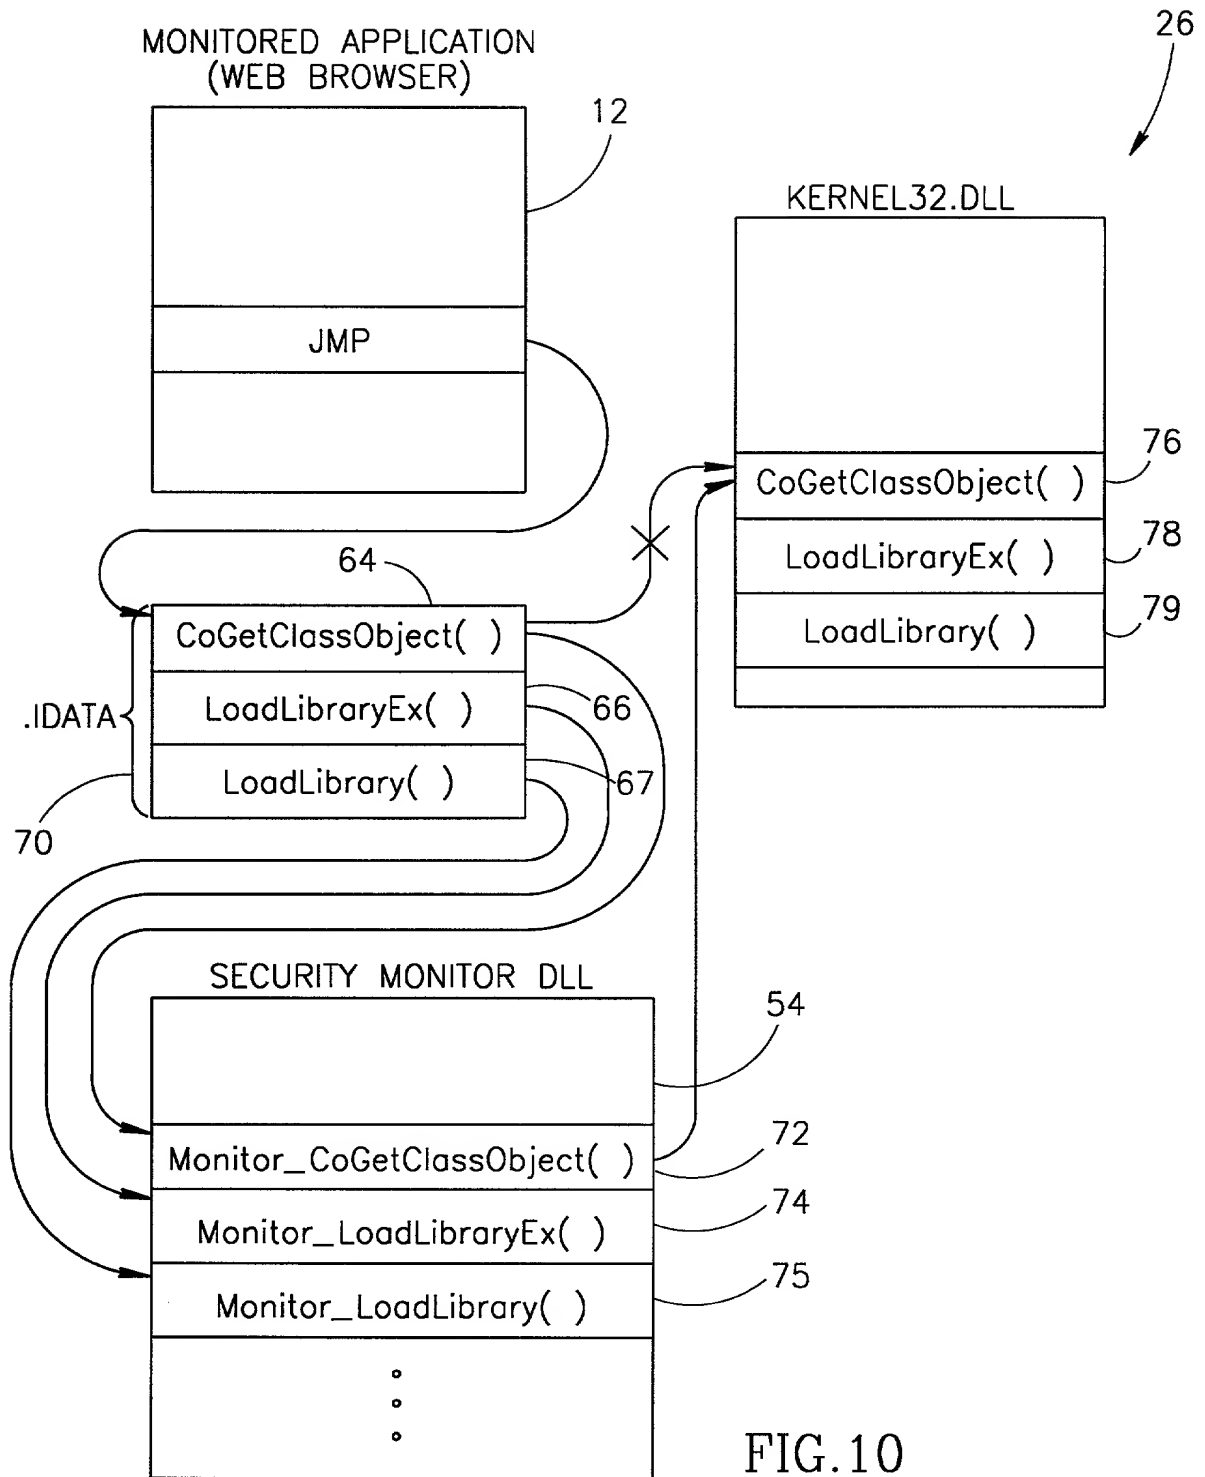 26
MONITORED APPLICATION
(WEB BROWSER)
12
KERNEL32.DLL
JMP
76
CoGetClassObject( )
78
LoadLibraryEx( )
79
LoadLibrary( )
64
CoGetClassObject( )
.IDATA
LoadLibraryEx( )
66
LoadLibrary( )
67
70
SECURITY MONITOR DLL
54
Monitor_CoGetClassObject( )
72
Monitor_LoadLibraryEx( )
74
Monitor_LoadLibrary( )
75
FIG.10